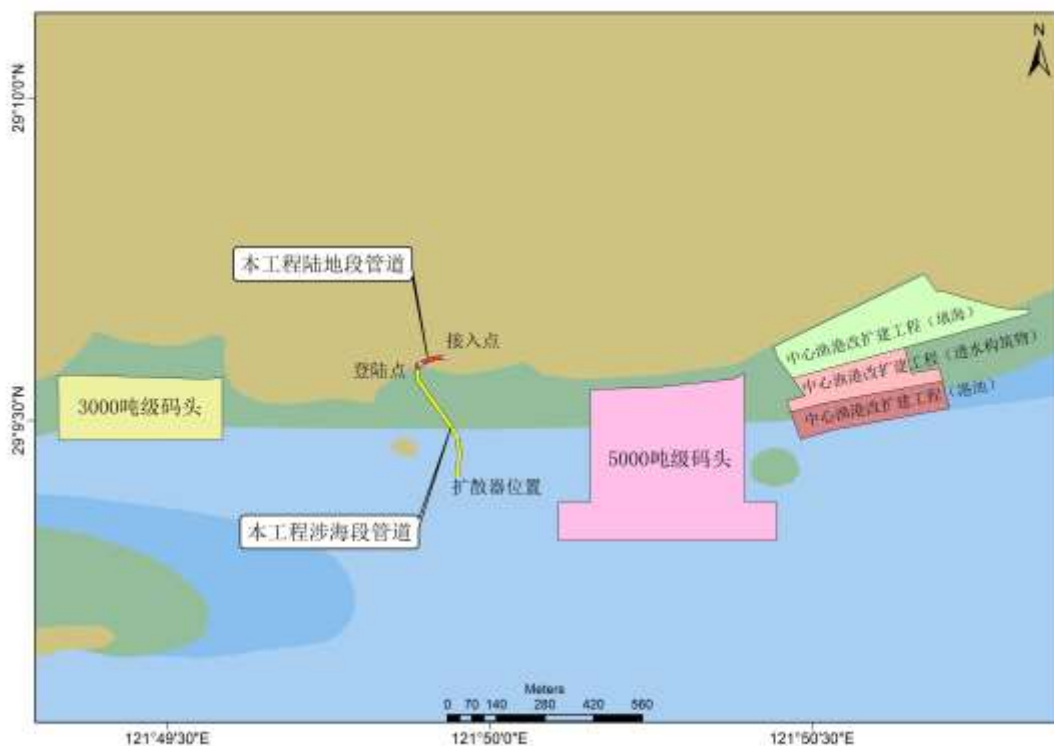 N
29°10'0"N
本工程陆地段管道
接入点
登陆点
中心渔港改扩建工程（填海）
中心渔港改扩建工程（透水构筑物）
中心渔港改扩建工程（港池）
3000吨级码头
29°9'30"N
5000吨级码头
扩散器位置
本工程涉海段管道
Meters
0 70 140 280 420 560
121°49'30"E
121°50'0"E
121°50'30"E